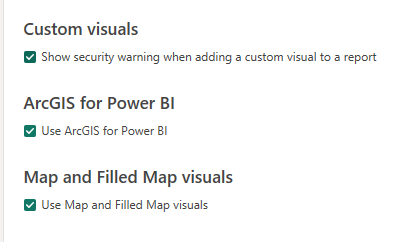 Custom visuals
Show security warning when adding a custom visual to a report
ArcGIS for Power BI
Use ArcGIS for Power BI
Map and Filled Map visuals
Use Map and Filled Map visuals